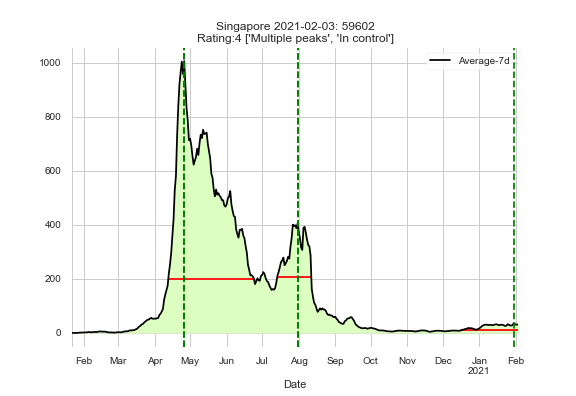 Singapore 2021-02-03: 59602
Rating:4 ['Multiple peaks', 'In control']
Average-7d
1000
800
600
400
200
0
Feb Mar Apr May Jun Jul Aug Sep Oct Nov Dec Jan Feb
2021
Date